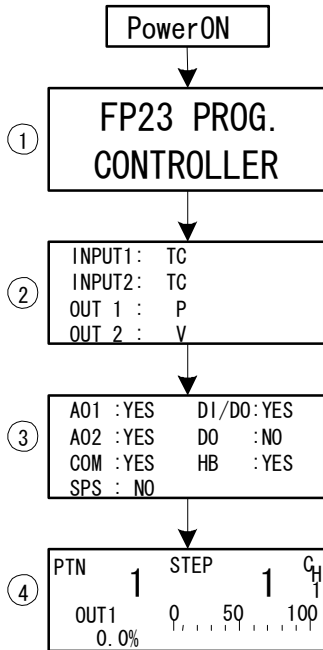 PowerON
1
FP23 PROG.
CONTROLLER
2
INPUT1: TC
INPUT2: TC
OUT 1 : P
OUT 2 : V
3
AO1 :YES DI/DO:YES
AO2 :YES DO :NO
COM :YES HB :YES
SPS : NO
4
PTN 1 STEP 1 CH1
OUT1 0 50 100
0.0%